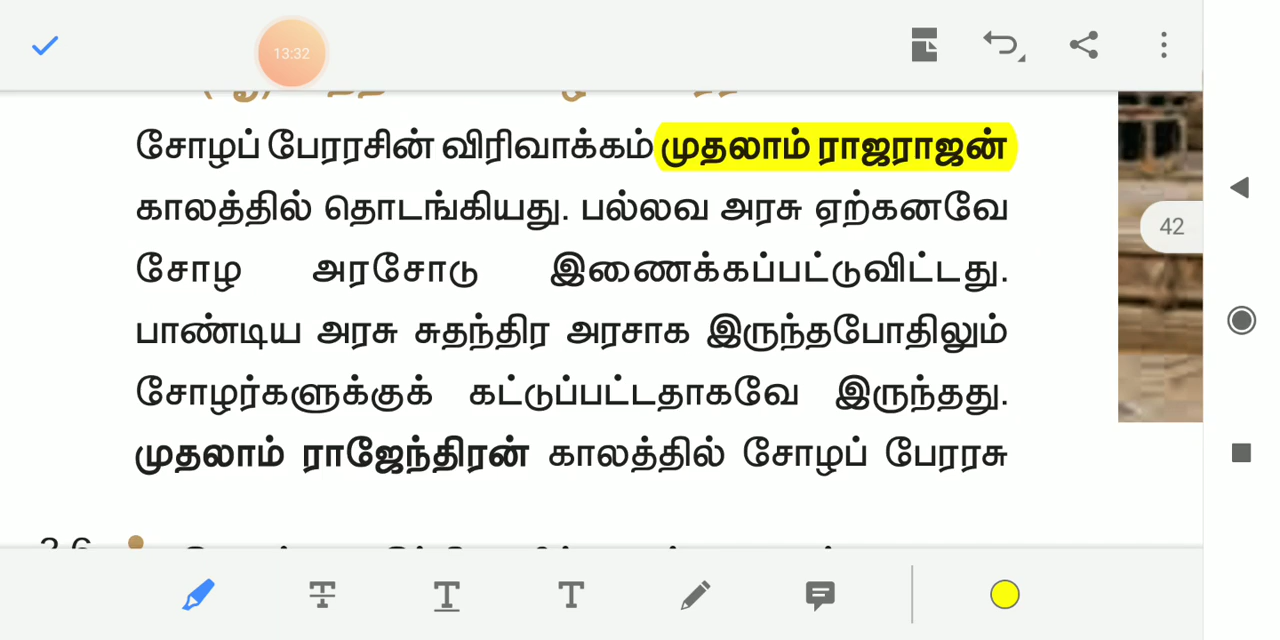 13:32
சோழப் பேரரசின் விரிவாக்கம் முதலாம் ராஜராஜன்
காலத்தில் தொடங்கியது. பல்லவ அரசு ஏற்கனவே
சோழ அரசோடு இணைக்கப்பட்டுவிட்டது.
பாண்டிய அரசு சுதந்திர அரசாக இருந்தபோதிலும்
சோழர்களுக்குக் கட்டுப்பட்டதாகவே இருந்தது.
முதலாம் ராஜேந்திரன் காலத்தில் சோழப் பேரரசு
42